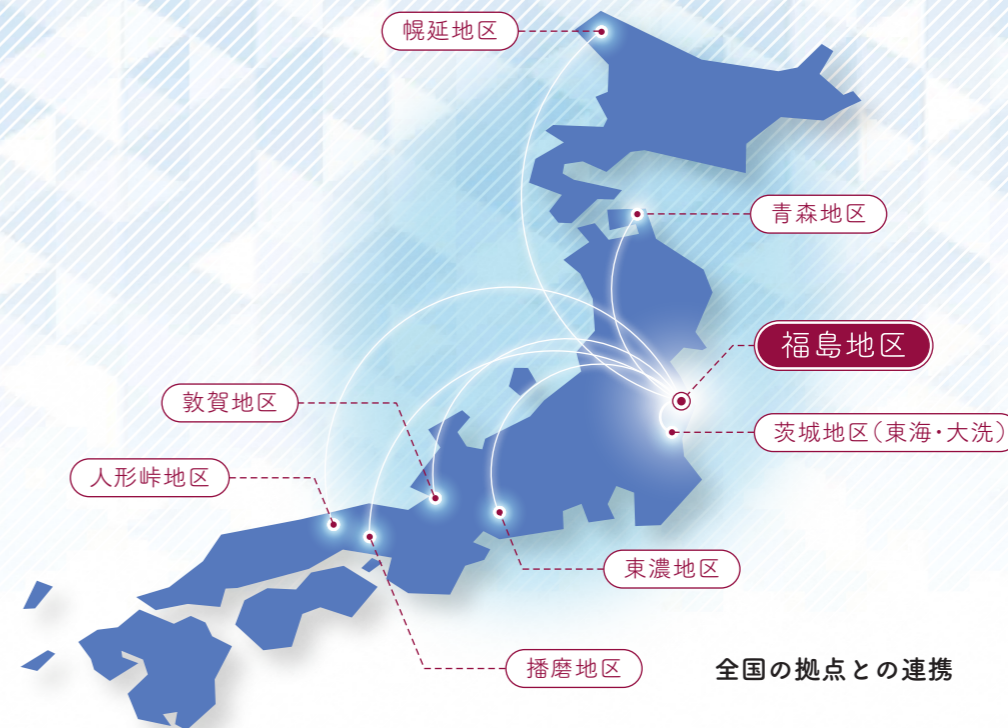 幌延地区
青森地区
福島地区
敦賀地区
茨城地区(東海・大洗)
人形峠地区
東濃地区
播磨地区
全国の拠点との連携